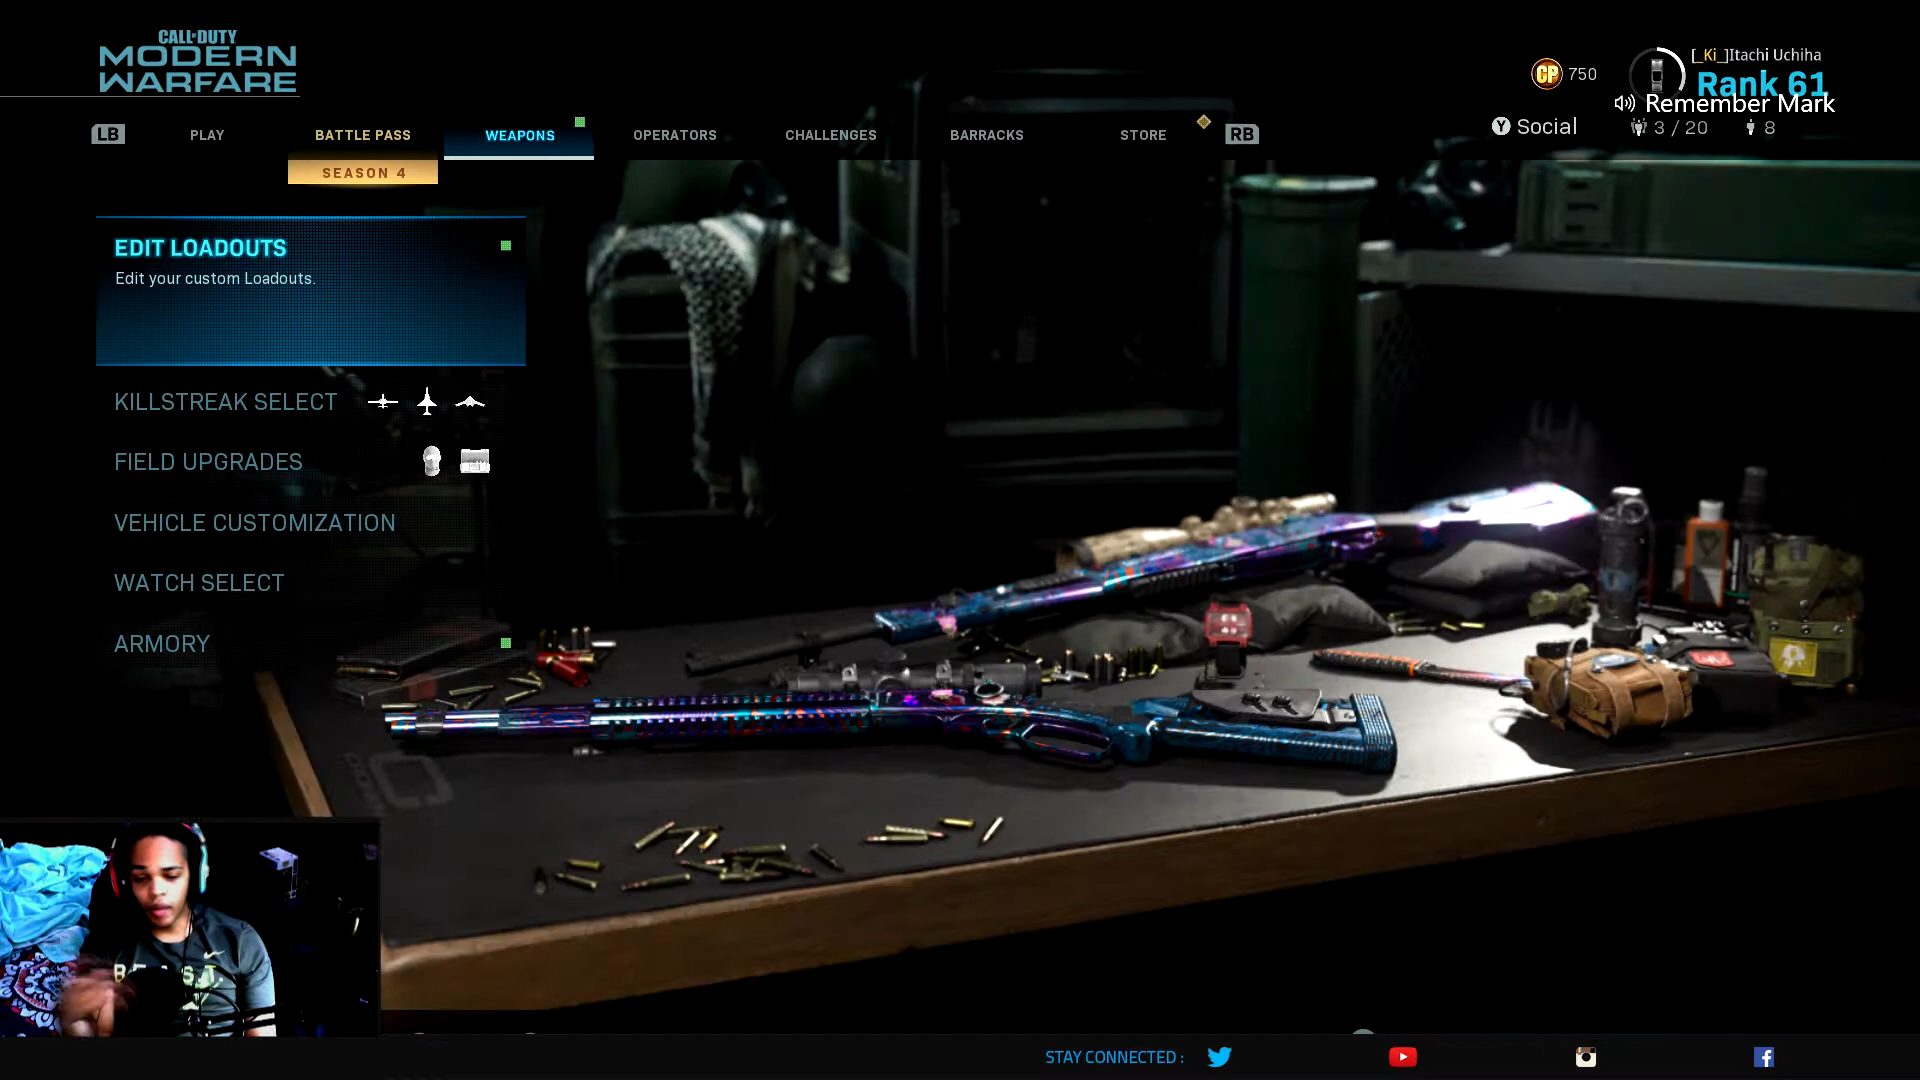 CALL OF DUTY
MODERN
WARFARE
CP 750
[_Ki_]Itachi Uchiha
Rank 61
Remember Mark
LB PLAY BATTLE PASS WEAPONS OPERATORS CHALLENGES BARRACKS STORE RB
Y Social 3 / 20 8
SEASON 4
EDIT LOADOUTS
Edit your custom Loadouts.
KILLSTREAK SELECT
FIELD UPGRADES
VEHICLE CUSTOMIZATION
WATCH SELECT
ARMORY
STAY CONNECTED :